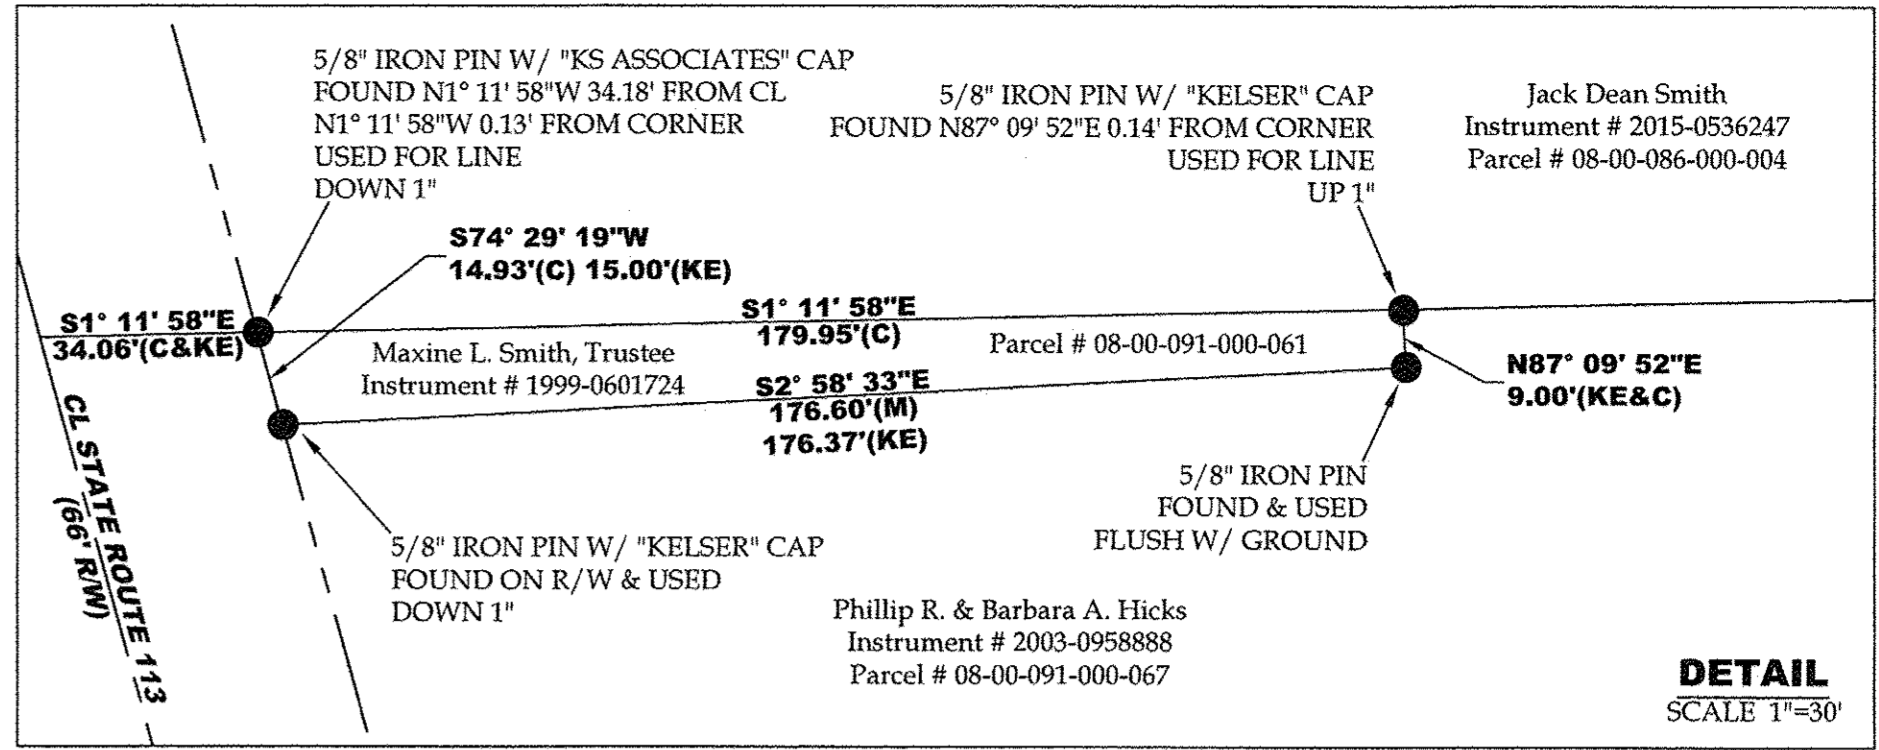 5/8" IRON PIN W/ "KS ASSOCIATES" CAP
FOUND N1° 11' 58"W 34.18' FROM CL
N1° 11' 58"W 0.13' FROM CORNER
USED FOR LINE
DOWN 1"
5/8" IRON PIN W/ "KELSER" CAP
FOUND N87° 09' 52"E 0.14' FROM CORNER
USED FOR LINE
UP 1"
Jack Dean Smith
Instrument # 2015-0536247
Parcel # 08-00-086-000-004
S74° 29' 19"W
14.93'(C) 15.00'(KE)
S1° 11' 58"E
34.06'(C&KE)
S1° 11' 58"E
179.95'(C)
Maxine L. Smith, Trustee
Instrument # 1999-0601724
Parcel # 08-00-091-000-061
N87° 09' 52"E
9.00'(KE&C)
S2° 58' 33"E
176.60'(M)
176.37'(KE)
CL STATE ROUTE 113
(66' R/W)
5/8" IRON PIN W/ "KELSER" CAP
FOUND ON R/W & USED
DOWN 1"
5/8" IRON PIN
FOUND & USED
FLUSH W/ GROUND
Phillip R. & Barbara A. Hicks
Instrument # 2003-0958888
Parcel # 08-00-091-000-067
DETAIL
SCALE 1"=30'